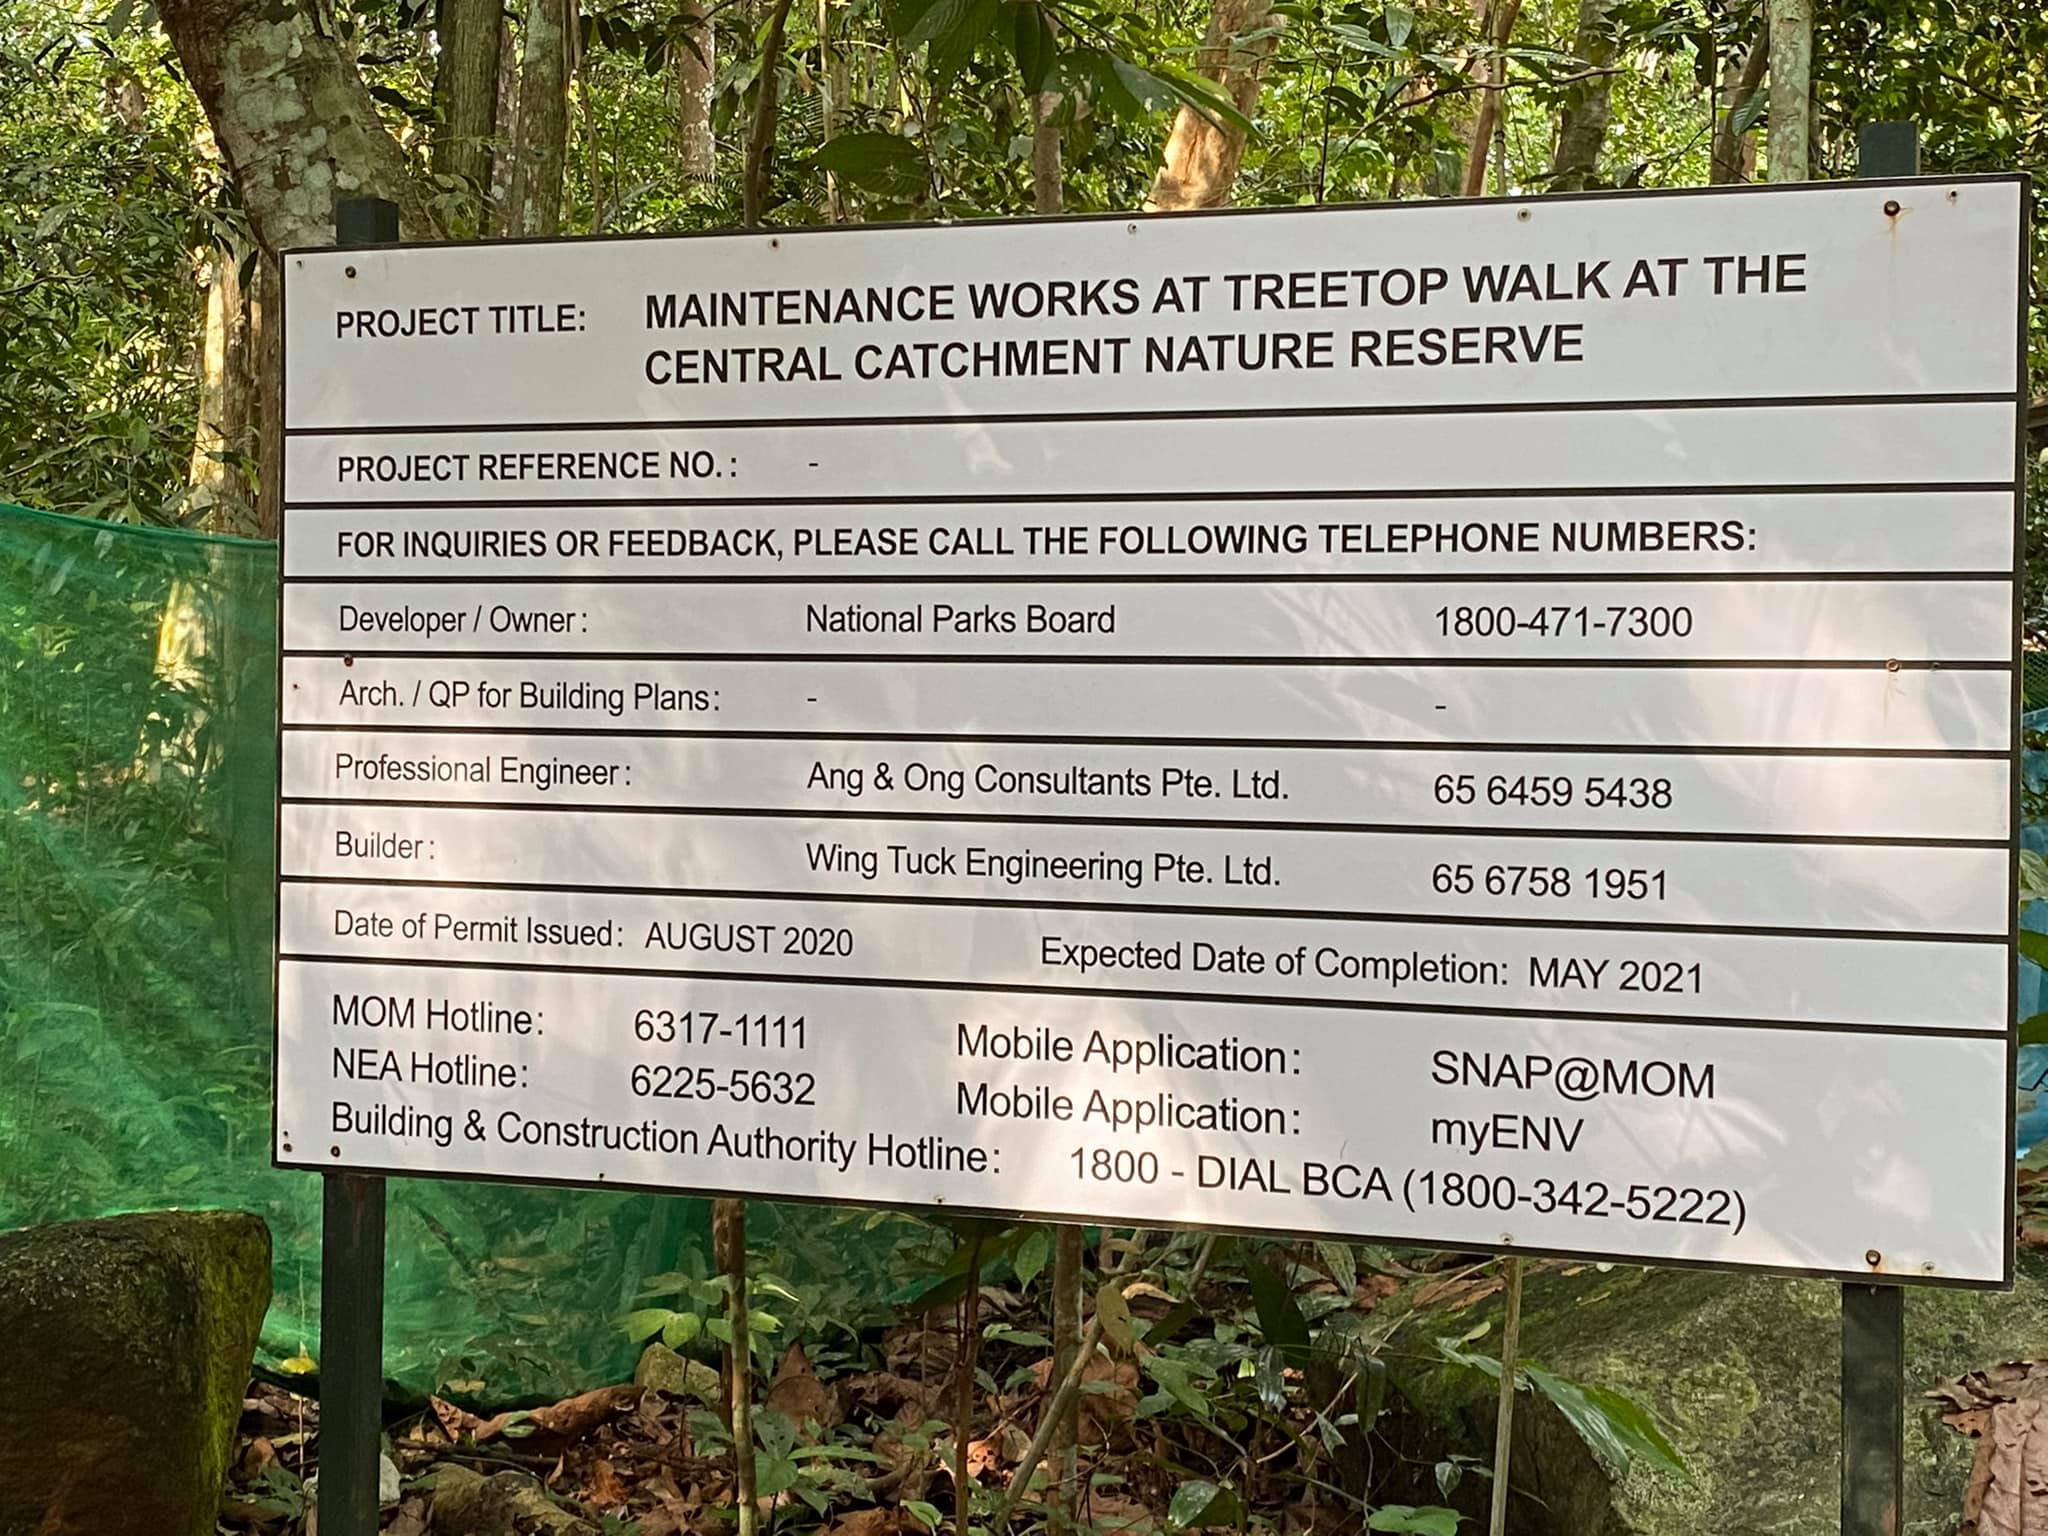 PROJECT TITLE: MAINTENANCE WORKS AT TREETOP WALK AT THE
CENTRAL CATCHMENT NATURE RESERVE
PROJECT REFERENCE NO.: -
FOR INQUIRIES OR FEEDBACK, PLEASE CALL THE FOLLOWING TELEPHONE NUMBERS:
Developer / Owner: National Parks Board 1800-471-7300
Arch. / QP for Building Plans: - -
Professional Engineer: Ang & Ong Consultants Pte. Ltd. 65 6459 5438
Builder: Wing Tuck Engineering Pte. Ltd. 65 6758 1951
Date of Permit Issued: AUGUST 2020 Expected Date of Completion: MAY 2021
MOM Hotline: 6317-1111 Mobile Application: SNAP@MOM
NEA Hotline: 6225-5632 Mobile Application: myENV
Building & Construction Authority Hotline: 1800 - DIAL BCA (1800-342-5222)